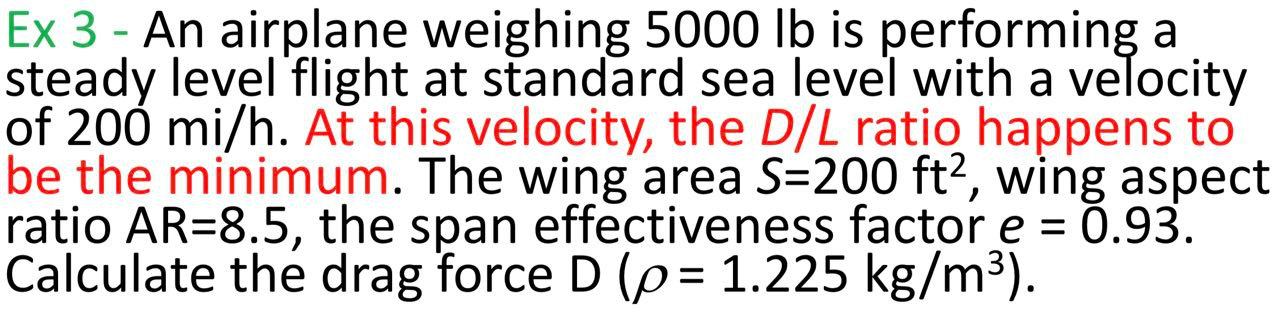 Ex 3 - An airplane weighing 5000 lb is performing a
steady level flight at standard sea level with a velocity
of 200 mi/h. At this velocity, the D/L ratio happens to
be the minimum. The wing area S=200 ft², wing aspect
ratio AR=8.5, the span effectiveness factor e = 0.93.
Calculate the drag force D (ρ = 1.225 kg/m³).